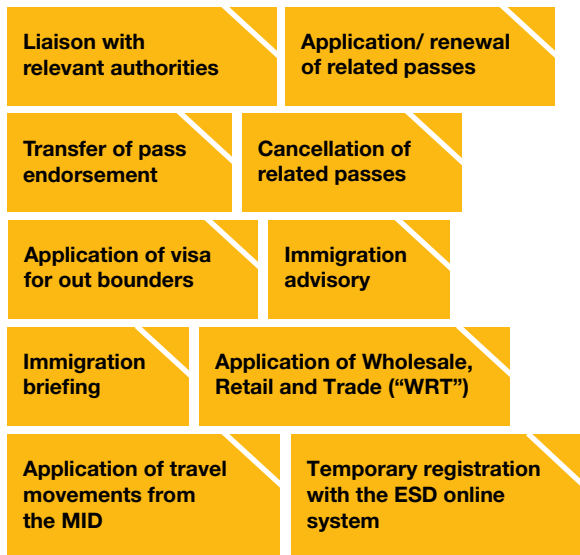 Liaison with
relevant authorities
Application/ renewal
of related passes
Transfer of pass
endorsement
Cancellation of
related passes
Application of visa
for out bounders
Immigration
advisory
Immigration
briefing
Application of Wholesale,
Retail and Trade (“WRT”)
Application of travel
movements from
the MID
Temporary registration
with the ESD online
system